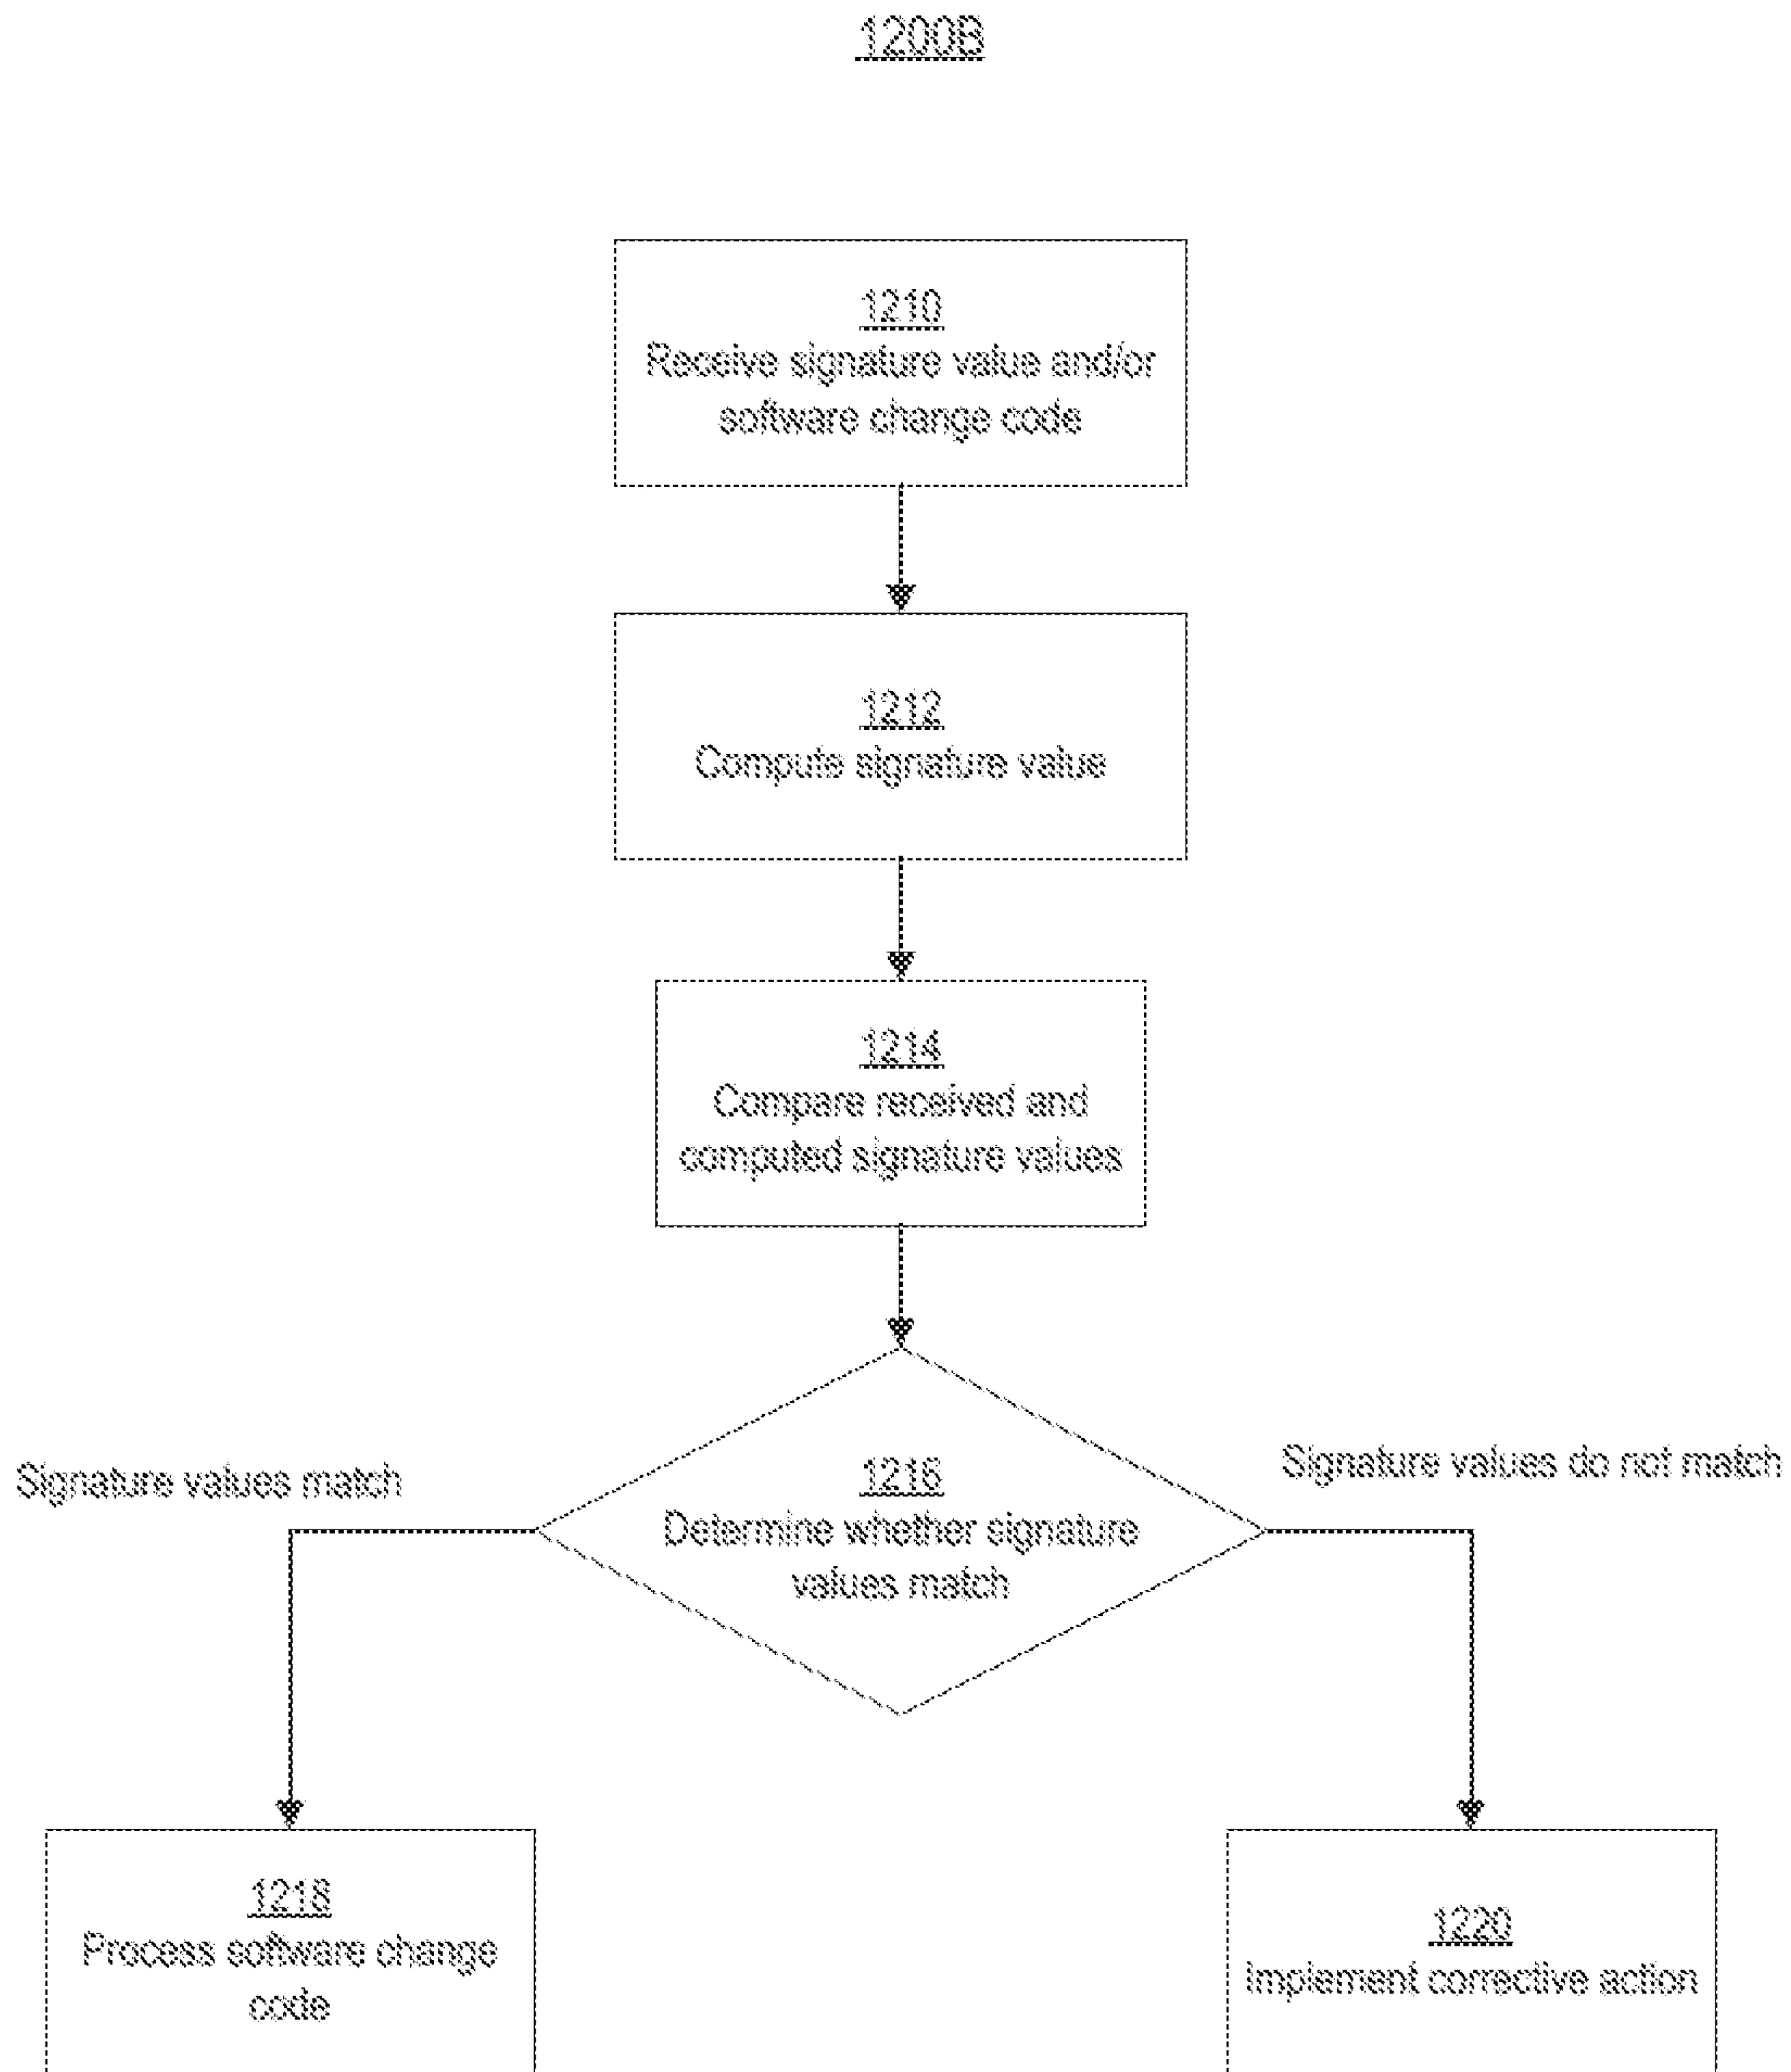 1200B
1210
Receive signature value and/or
software change code
1212
Compute signature value
1214
Compare received and
computed signature values
1216
Determine whether signature
values match
Signature values match
Signature values do not match
1218
Process software change
code
1220
Implement corrective action